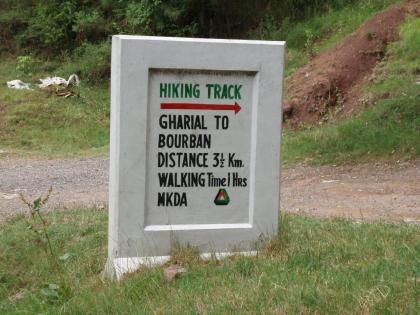 HIKING TRACK
GHARIAL TO
BOURBAN
DISTANCE 3½ Km.
WALKING Time 1 Hrs
MKDA